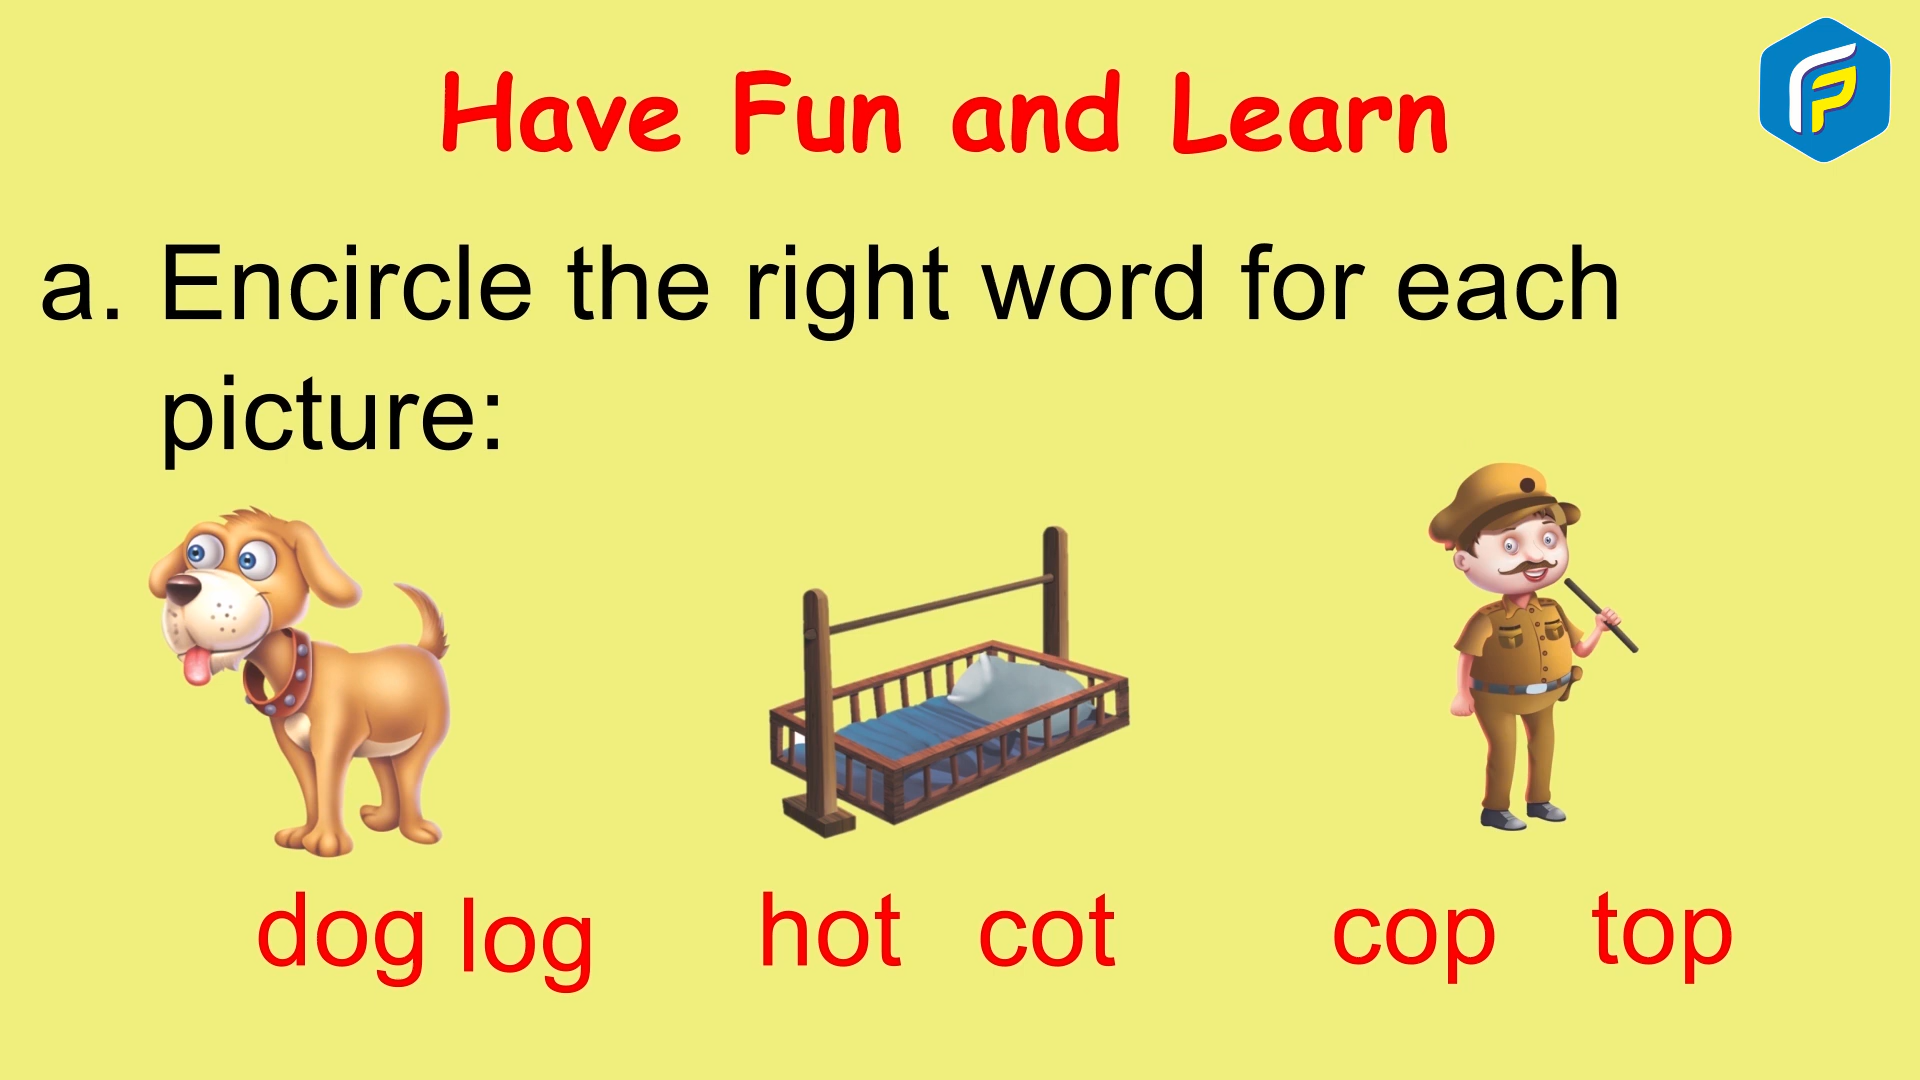 Have Fun and Learn
a. Encircle the right word for each
picture:
dog log hot cot cop top